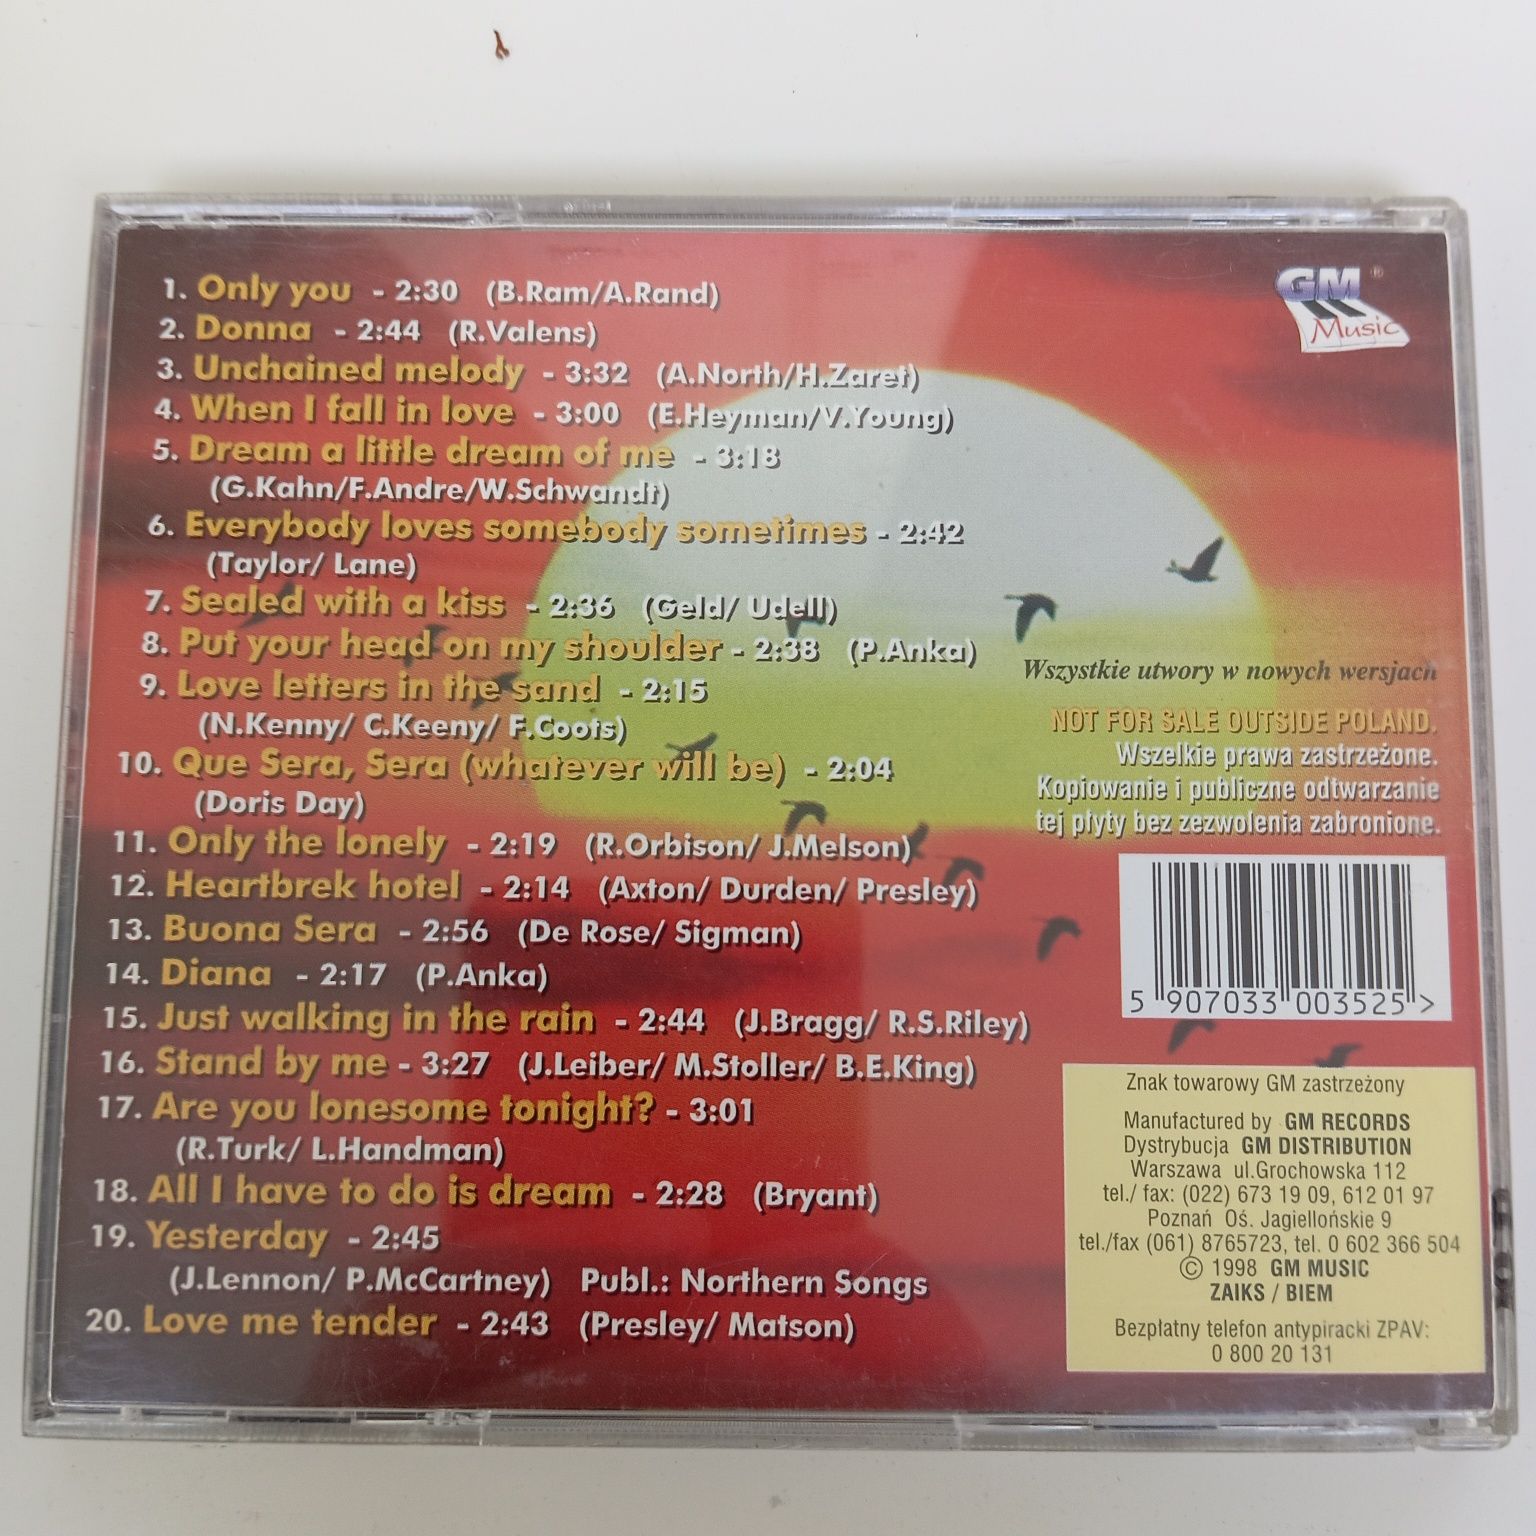 1. Only you - 2:30 (B.Ram/A.Rand)
2. Donna - 2:44 (R.Valens)
3. Unchained melody - 3:32 (A.North/H.Zaret)
4. When I fall in love - 3:00 (E.Heyman/V.Young)
5. Dream a little dream of me - 3:18
(G.Kahn/F.Andre/W.Schwandt)
6. Everybody loves somebody sometimes - 2:42
(Taylor/ Lane)
7. Sealed with a kiss - 2:36 (Geld/ Udell)
8. Put your head on my shoulder - 2:38 (P.Anka)
9. Love letters in the sand - 2:15
(N.Kenny/ C.Keeny/ F.Coots)
10. Que Sera, Sera (whatever will be) - 2:04
(Doris Day)
11. Only the lonely - 2:19 (R.Orbison/ J.Melson)
12. Heartbrek hotel - 2:14 (Axton/ Durden/ Presley)
13. Buona Sera - 2:56 (De Rose/ Sigman)
14. Diana - 2:17 (P.Anka)
15. Just walking in the rain - 2:44 (J.Bragg/ R.S.Riley)
16. Stand by me - 3:27 (J.Leiber/ M.Stoller/ B.E.King)
17. Are you lonesome tonight? - 3:01
(R.Turk/ L.Handman)
18. All I have to do is dream - 2:28 (Bryant)
19. Yesterday - 2:45
(J.Lennon/ P.McCartney) Publ.: Northern Songs
20. Love me tender - 2:43 (Presley/ Matson)
GM ®
Music
Wszystkie utwory w nowych wersjach
NOT FOR SALE OUTSIDE POLAND.
Wszelkie prawa zastrzeżone.
Kopiowanie i publiczne odtwarzanie
tej płyty bez zezwolenia zabronione.
5 907033 003525 >
Znak towarowy GM zastrzeżony
Manufactured by GM RECORDS
Dystrybucja GM DISTRIBUTION
Warszawa ul.Grochowska 112
tel./ fax: (022) 673 19 09, 612 01 97
Poznań Oś. Jagiellońskie 9
tel./fax (061) 8765723, tel. 0 602 366 504
© 1998 GM MUSIC
ZAIKS / BIEM
Bezpłatny telefon antypiracki ZPAV:
0 800 20 131